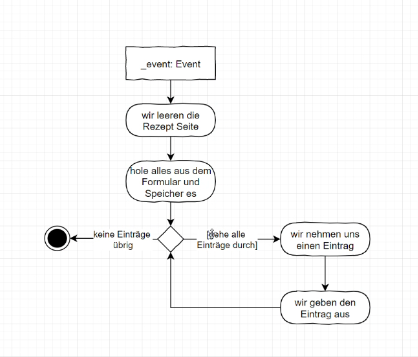 _event: Event
wir leeren die
Rezept Seite
hole alles aus dem
Formular und
Speicher es
keine Einträge
übrig
[gehe alle
Einträge durch]
wir nehmen uns
einen Eintrag
wir geben den
Eintrag aus